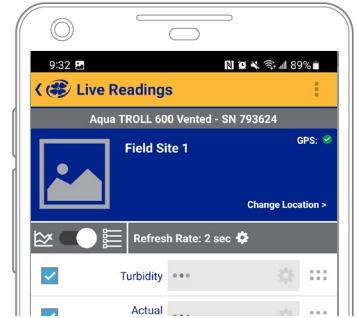 9:32 89%
Live Readings
Aqua TROLL 600 Vented - SN 793624
GPS:
Field Site 1
Change Location >
Refresh Rate: 2 sec
Turbidity
Actual